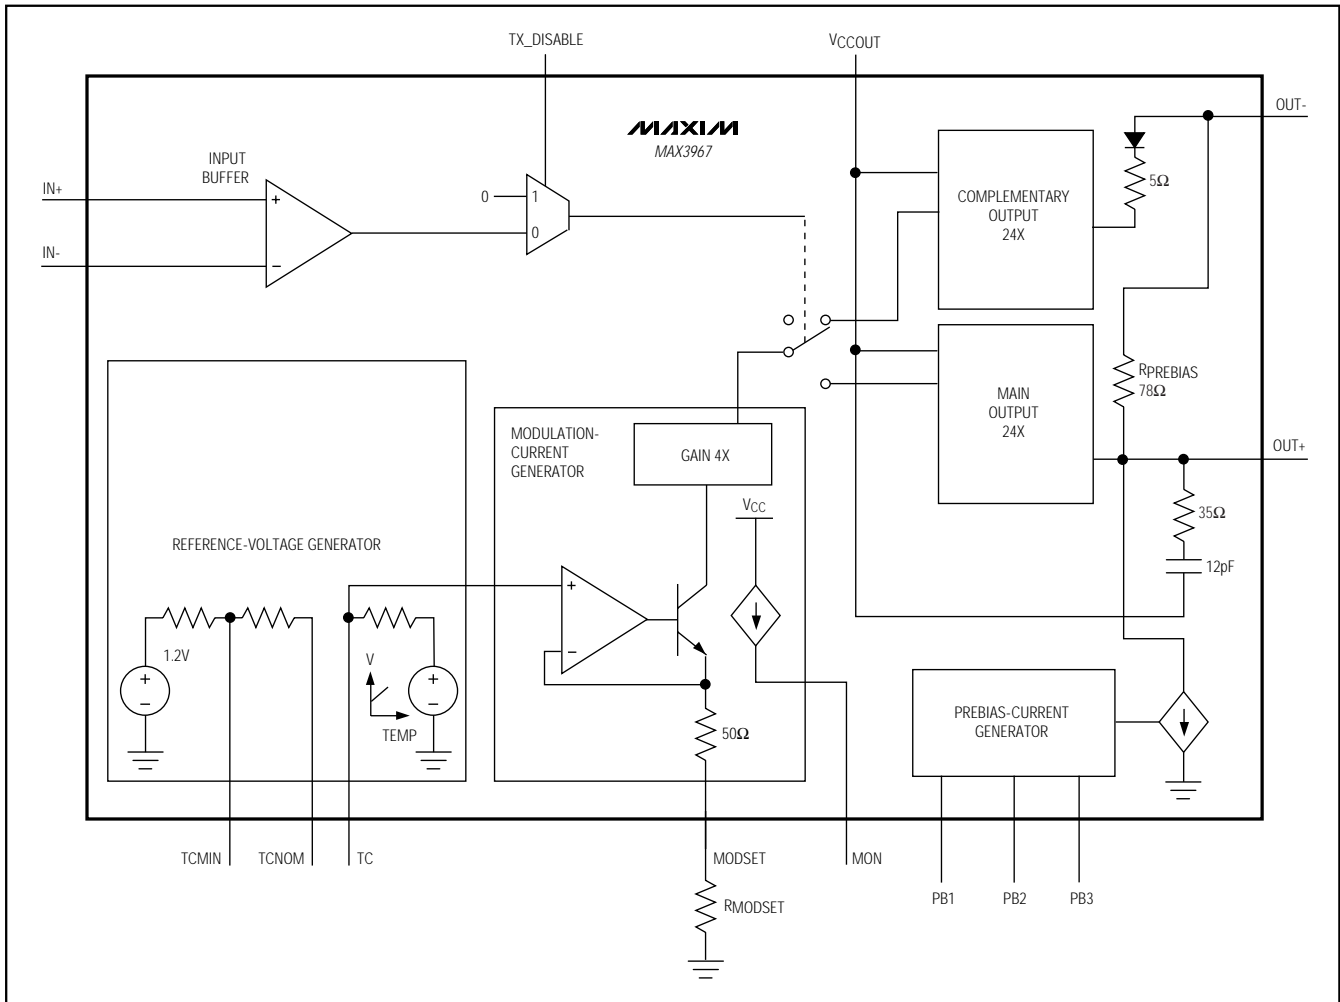 TX_DISABLE
VCCOUT
OUT-
MAXIM
MAX3967
INPUT
BUFFER
IN+
+
0
1
COMPLEMENTARY
OUTPUT
24X
5Ω
0
IN-
−
RPREBIAS
78Ω
MAIN
OUTPUT
24X
MODULATION-
CURRENT
GENERATOR
GAIN 4X
OUT+
VCC
35Ω
REFERENCE-VOLTAGE GENERATOR
12pF
+
−
1.2V
V
+
−
+
−
TEMP
50Ω
PREBIAS-CURRENT
GENERATOR
TCMIN
TCNOM
TC
MODSET
MON
RMODSET
PB1
PB2
PB3